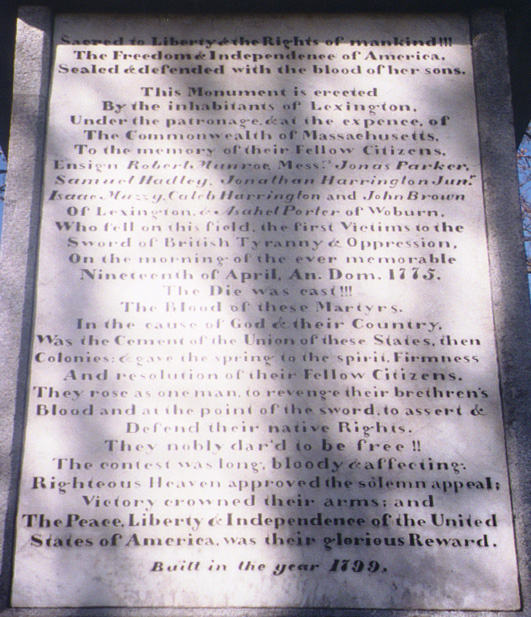 Sacred to Liberty & the Rights of mankind!!!
The Freedom & Independence of America,
Sealed & defended with the blood of her sons.
This Monument is erected
By the inhabitants of Lexington,
Under the patronage, & at the expence, of
The Commonwealth of Massachusetts,
To the memory of their Fellow Citizens,
Ensign Robert Munroe, Messrs. Jonas Parker,
Samuel Hadley, Jonathan Harrington Junr.
Isaac Muzzy, Caleb Harrington and John Brown
Of Lexington, & Asahel Porter of Woburn,
Who fell on this field, the first Victims to the
Sword of British Tyranny & Oppression,
On the morning of the ever memorable
Nineteenth of April, An. Dom. 1775.
The Die was cast!!!
The Blood of these Martyrs,
In the cause of God & their Country,
Was the Cement of the Union of these States, then
Colonies; & gave the spring to the spirit, Firmness
And resolution of their Fellow Citizens.
They rose as one man, to revenge their brethren's
Blood and at the point of the sword, to assert &
Defend their native Rights.
They nobly dar'd to be free!!
The contest was long, bloody & affecting;
Righteous Heaven approved the solemn appeal;
Victory crowned their arms; and
The Peace, Liberty & Independence of the United
States of America, was their glorious Reward.
Built in the year 1799.